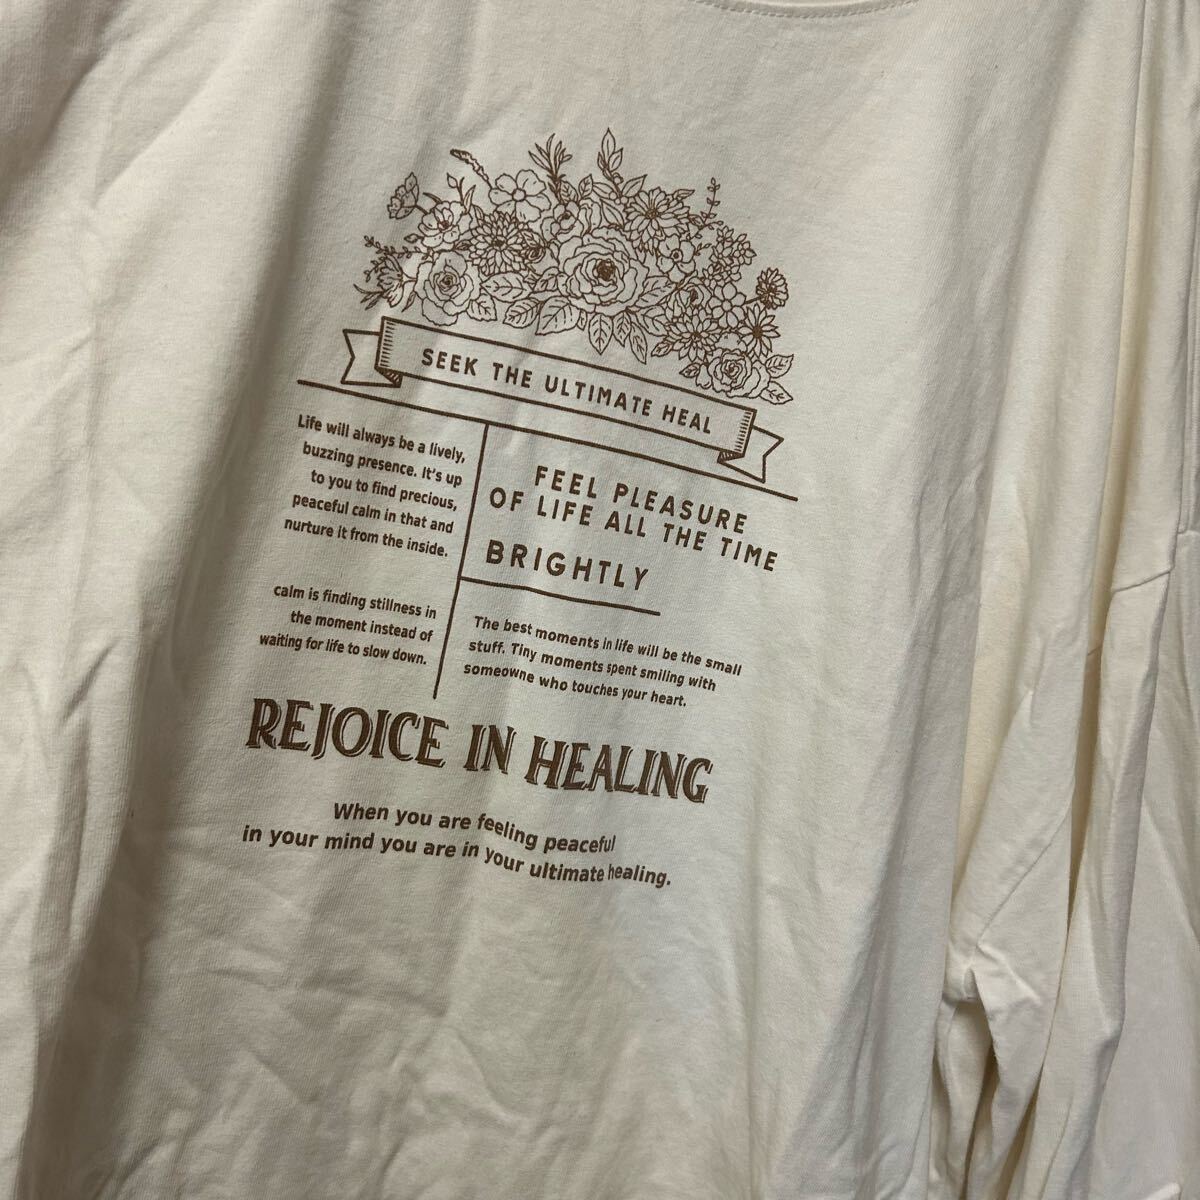 SEEK THE ULTIMATE HEAL
Life will always be a lively,
buzzing presence. It's up
to you to find precious,
peaceful calm in that and
nurture it from the inside.
calm is finding stillness in
the moment instead of
waiting for life to slow down.
FEEL PLEASURE
OF LIFE ALL THE TIME
BRIGHTLY
The best moments in life will be the small
stuff. Tiny moments spent smiling with
someowne who touches your heart.
REJOICE IN HEALING
When you are feeling peaceful
in your mind you are in your ultimate healing.